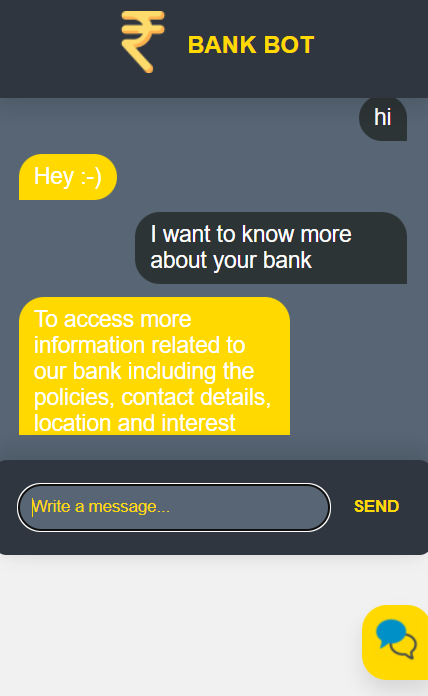 ₹ BANK BOT
hi
Hey :-)
I want to know more
about your bank
To access more
information related to
our bank including the
policies, contact details,
location and interest
Write a message...
SEND